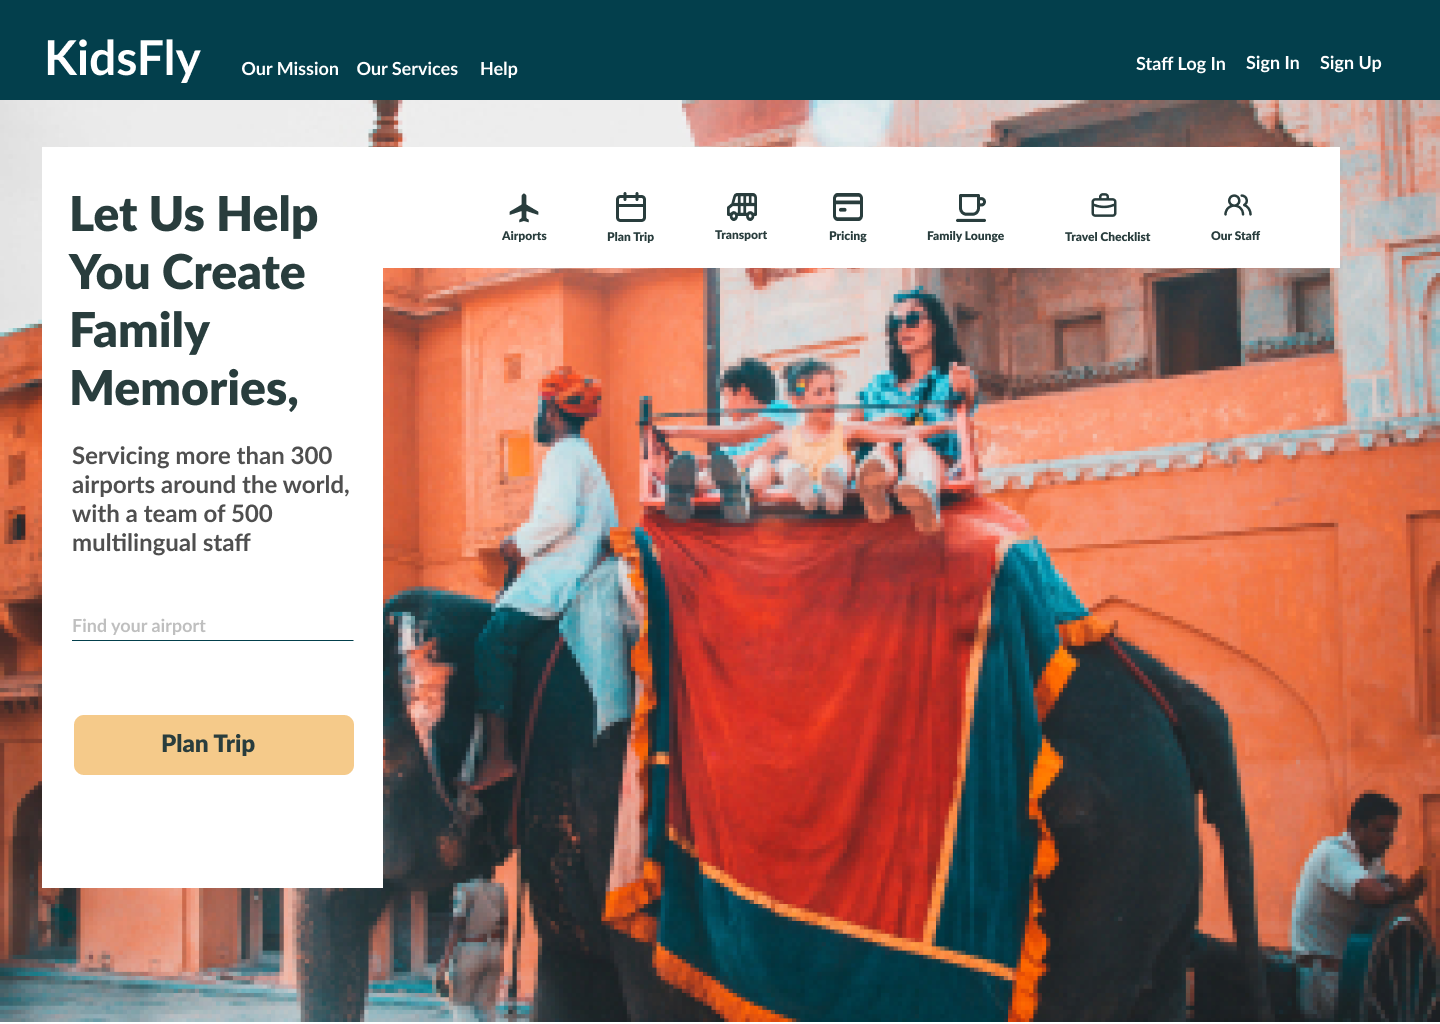 KidsFly
Our Mission Our Services Help
Staff Log In Sign In Sign Up
Airports Plan Trip Transport Pricing Family Lounge Travel Checklist Our Staff
Let Us Help
You Create
Family
Memories,
Servicing more than 300
airports around the world,
with a team of 500
multilingual staff
Find your airport
Plan Trip